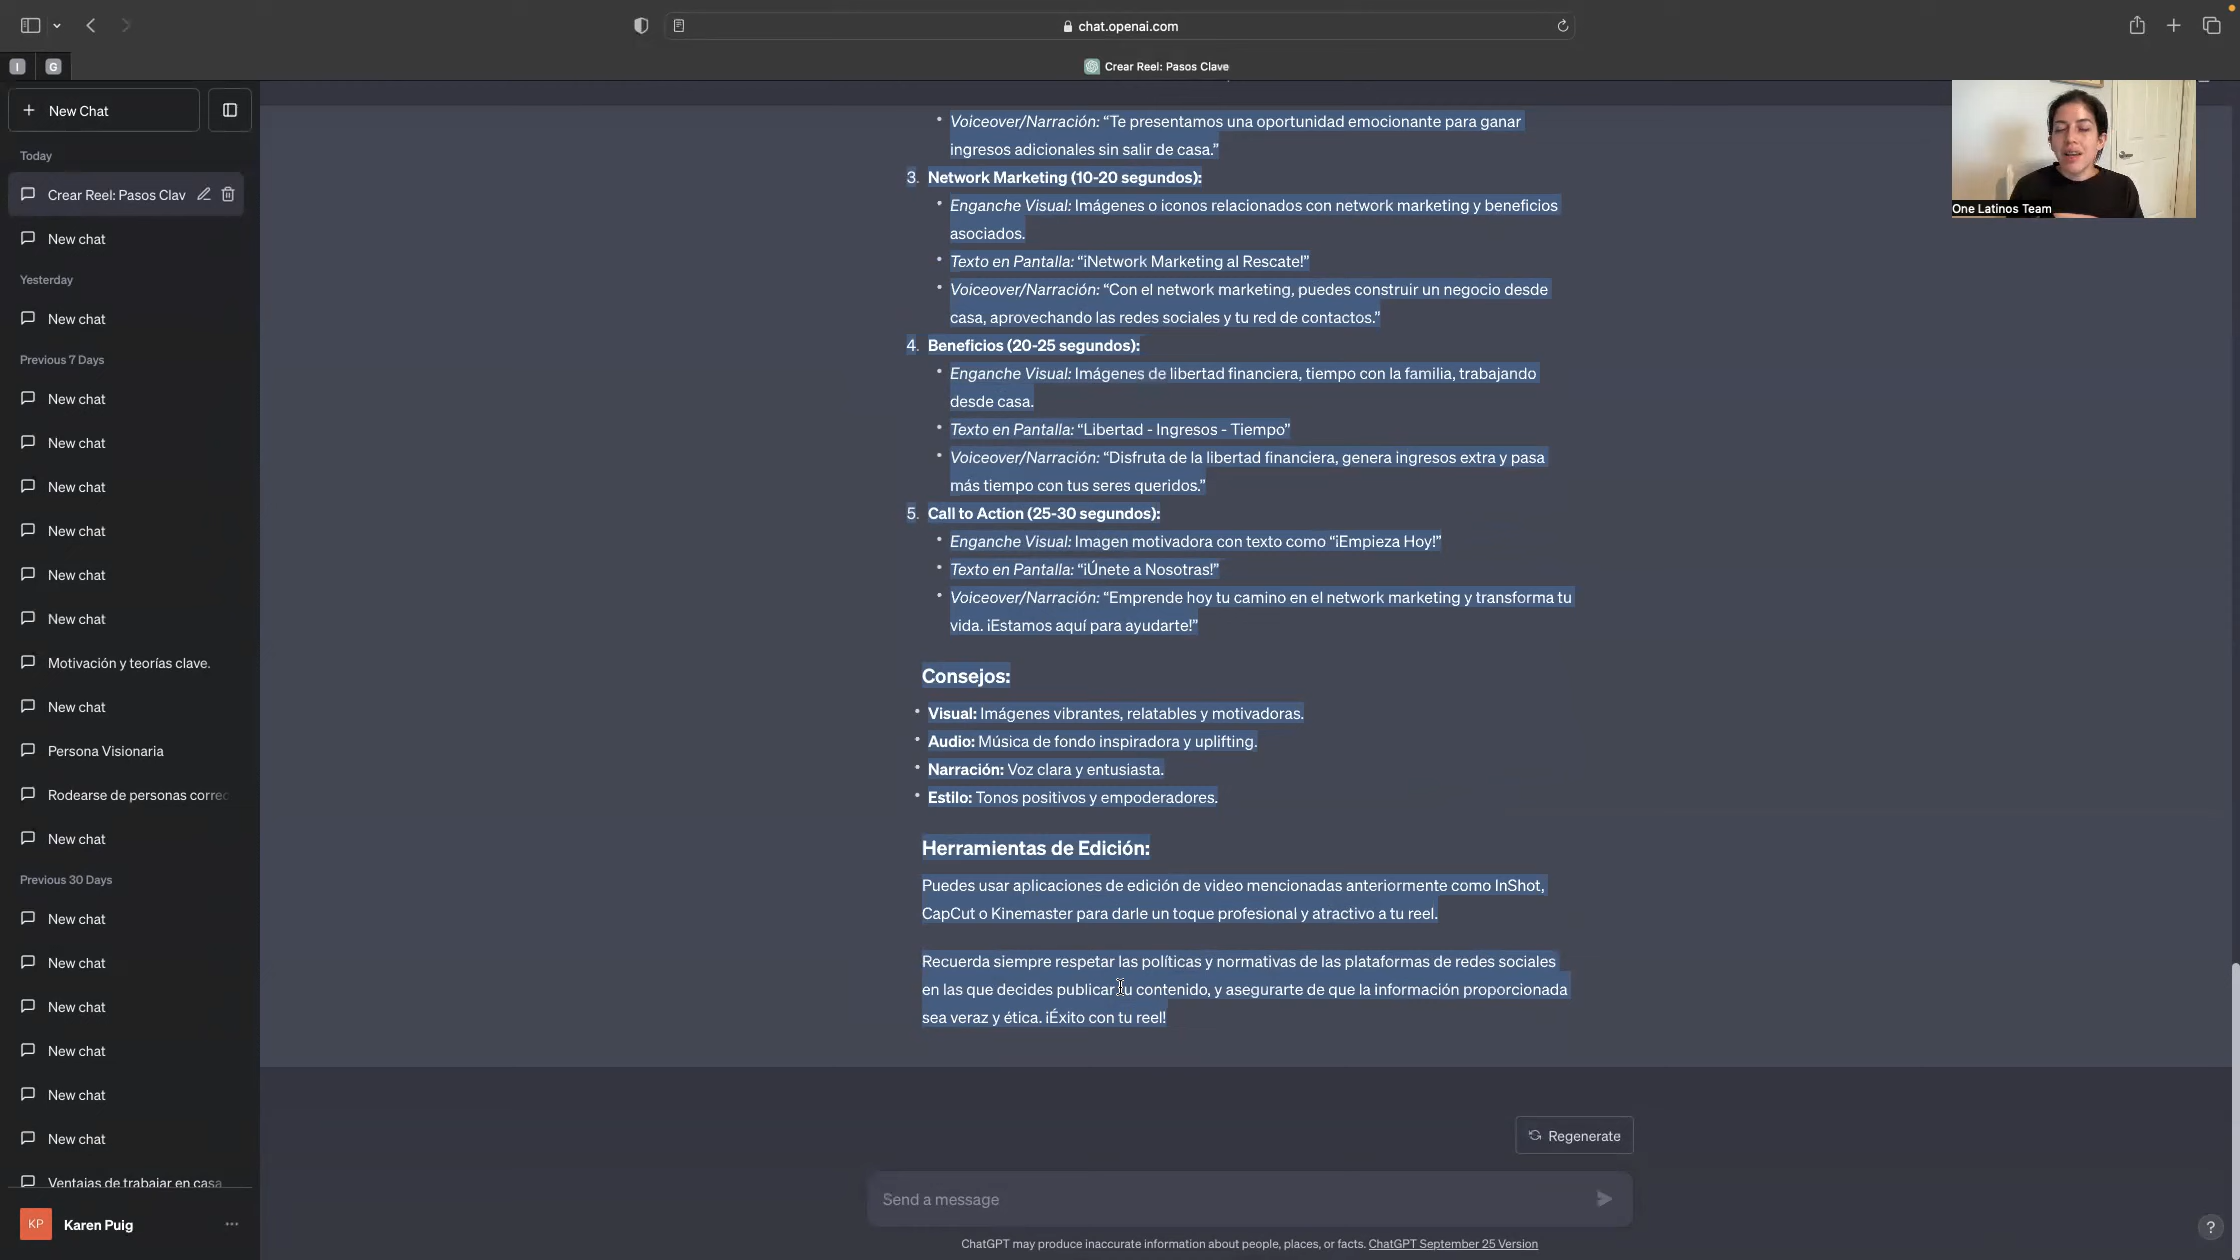 chat.openai.com
I
G
Crear Reel: Pasos Clave
New Chat
Today
Crear Reel: Pasos Clav
New chat
Yesterday
New chat
Previous 7 Days
New chat
New chat
New chat
New chat
New chat
New chat
Motivación y teorías clave.
New chat
Persona Visionaria
Rodearse de personas correc
New chat
Previous 30 Days
New chat
New chat
New chat
New chat
New chat
New chat
Ventajas de trabajar en casa
KP
Karen Puig
One Latinos Team
Voiceover/Narración: “Te presentamos una oportunidad emocionante para ganar
ingresos adicionales sin salir de casa.”
3. Network Marketing (10-20 segundos):
Enganche Visual: Imágenes o iconos relacionados con network marketing y beneficios
asociados.
Texto en Pantalla: “¡Network Marketing al Rescate!”
Voiceover/Narración: “Con el network marketing, puedes construir un negocio desde
casa, aprovechando las redes sociales y tu red de contactos.”
4. Beneficios (20-25 segundos):
Enganche Visual: Imágenes de libertad financiera, tiempo con la familia, trabajando
desde casa.
Texto en Pantalla: “Libertad - Ingresos - Tiempo”
Voiceover/Narración: “Disfruta de la libertad financiera, genera ingresos extra y pasa
más tiempo con tus seres queridos.”
5. Call to Action (25-30 segundos):
Enganche Visual: Imagen motivadora con texto como “¡Empieza Hoy!”
Texto en Pantalla: “¡Únete a Nosotras!”
Voiceover/Narración: “Emprende hoy tu camino en el network marketing y transforma tu
vida. ¡Estamos aquí para ayudarte!”
Consejos:
Visual: Imágenes vibrantes, relatables y motivadoras.
Audio: Música de fondo inspiradora y uplifting.
Narración: Voz clara y entusiasta.
Estilo: Tonos positivos y empoderadores.
Herramientas de Edición:
Puedes usar aplicaciones de edición de video mencionadas anteriormente como InShot,
CapCut o Kinemaster para darle un toque profesional y atractivo a tu reel.
Recuerda siempre respetar las políticas y normativas de las plataformas de redes sociales
en las que decides publicar tu contenido, y asegurarte de que la información proporcionada
sea veraz y ética. ¡Éxito con tu reel!
Regenerate
Send a message
ChatGPT may produce inaccurate information about people, places, or facts. ChatGPT September 25 Version
?